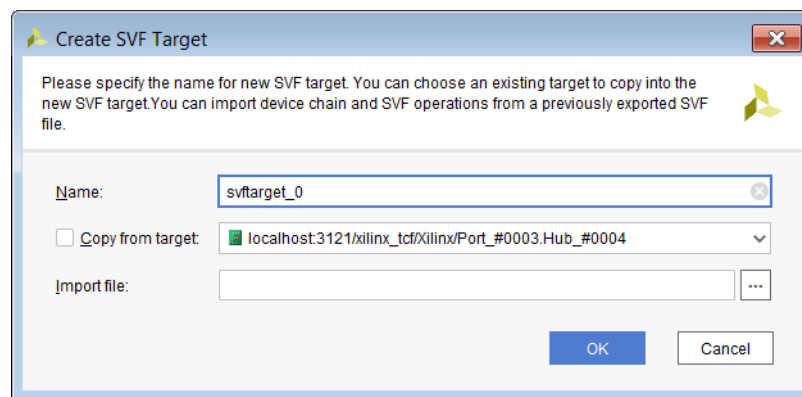 Create SVF Target
Please specify the name for new SVF target. You can choose an existing target to copy into the
new SVF target.You can import device chain and SVF operations from a previously exported SVF
file.
Name: svftarget_0
Copy from target: localhost:3121/xilinx_tcf/Xilinx/Port_#0003.Hub_#0004
Import file: ...
OK Cancel